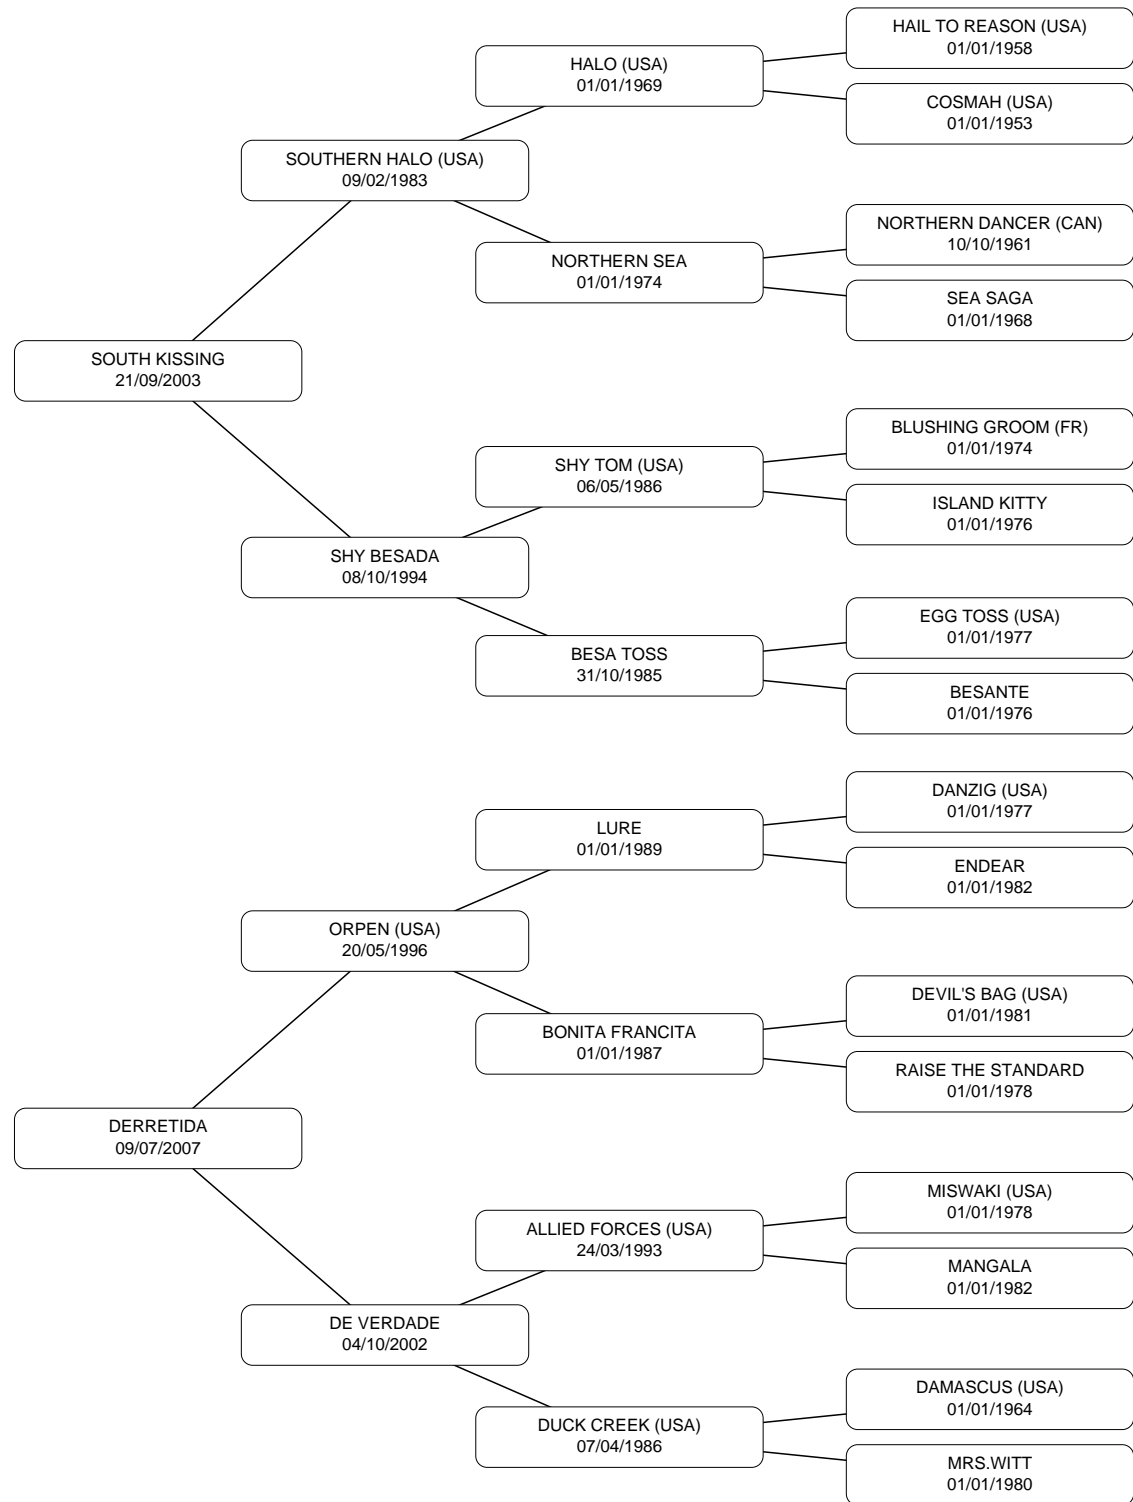 HAIL TO REASON (USA)
01/01/1958
HALO (USA)
01/01/1969
COSMAH (USA)
01/01/1953
SOUTHERN HALO (USA)
09/02/1983
NORTHERN DANCER (CAN)
10/10/1961
NORTHERN SEA
01/01/1974
SEA SAGA
01/01/1968
SOUTH KISSING
21/09/2003
BLUSHING GROOM (FR)
01/01/1974
SHY TOM (USA)
06/05/1986
ISLAND KITTY
01/01/1976
SHY BESADA
08/10/1994
EGG TOSS (USA)
01/01/1977
BESA TOSS
31/10/1985
BESANTE
01/01/1976
DANZIG (USA)
01/01/1977
LURE
01/01/1989
ENDEAR
01/01/1982
ORPEN (USA)
20/05/1996
DEVIL'S BAG (USA)
01/01/1981
BONITA FRANCITA
01/01/1987
RAISE THE STANDARD
01/01/1978
DERRETIDA
09/07/2007
MISWAKI (USA)
01/01/1978
ALLIED FORCES (USA)
24/03/1993
MANGALA
01/01/1982
DE VERDADE
04/10/2002
DAMASCUS (USA)
01/01/1964
DUCK CREEK (USA)
07/04/1986
MRS.WITT
01/01/1980